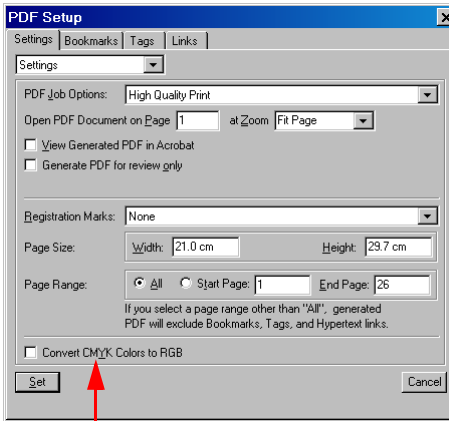 PDF Setup
Settings Bookmarks Tags Links
Settings
PDF Job Options: High Quality Print
Open PDF Document on Page 1 at Zoom Fit Page
View Generated PDF in Acrobat
Generate PDF for review only
Registration Marks: None
Page Size: Width: 21.0 cm Height: 29.7 cm
Page Range: All Start Page: 1 End Page: 26
If you select a page range other than "All", generated
PDF will exclude Bookmarks, Tags, and Hypertext links.
Convert CMYK Colors to RGB
Set Cancel